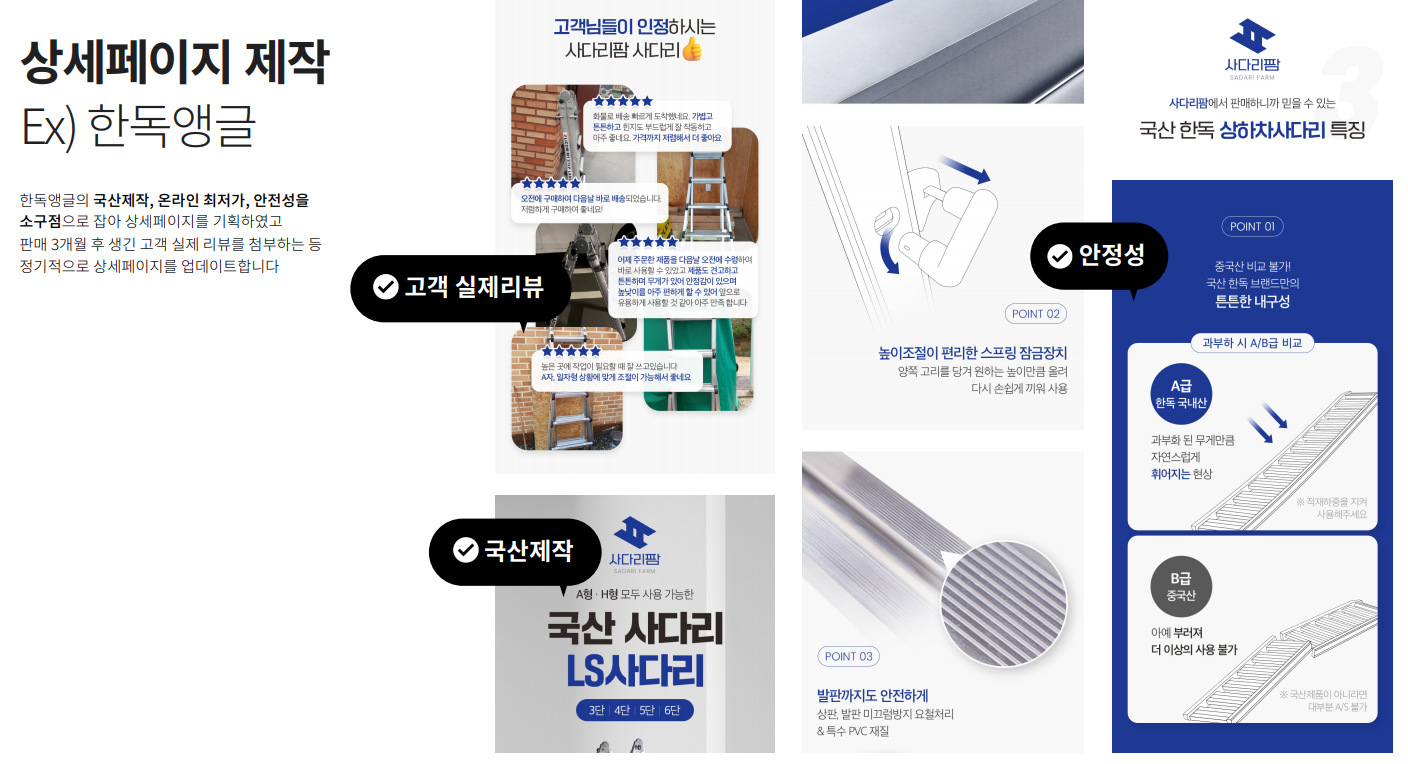 상세페이지 제작
Ex) 한독앵글
한독앵글의 국산제작, 온라인 최저가, 안전성을
소구점으로 잡아 상세페이지를 기획하였고
판매 3개월 후 생긴 고객 실제 리뷰를 첨부하는 등
정기적으로 상세페이지를 업데이트합니다
고객님들이 인정하시는
사다리팜 사다리👍
★★★★★
화물로 배송 빠르게 도착했네요. 가볍고
튼튼하고 힌지도 부드럽게 잘 작동하고
아주 좋네요. 가격까지 저렴해서 더 좋아요
★★★★★
오전에 구매하여 다음날 바로 배송되었습니다.
저렴하게 구매하여 좋네요!
★★★★★
어제 주문한 제품을 다음날 오전에 수령하여
바로 사용할 수 있었고 제품도 견고하고
튼튼하며 무게가 있어 안정감이 있으며
높낮이를 아주 편하게 할 수 있어 앞으로
유용하게 사용할 것 같아 아주 만족 합니다
★★★★★
높은 곳에 작업이 필요할 때 잘 쓰고있습니다
A자, 일자형 상황에 맞게 조절이 가능해서 좋네요
고객 실제리뷰
국산제작
사다리팜
SADARI FARM
A형 · H형 모두 사용 가능한
국산 사다리
LS사다리
3단 | 4단 | 5단 | 6단
POINT 02
높이조절이 편리한 스프링 잠금장치
양쪽 고리를 당겨 원하는 높이만큼 올려
다시 손쉽게 끼워 사용
POINT 03
발판까지도 안전하게
상판, 발판 미끄럼방지 요철처리
& 특수 PVC 재질
안정성
사다리팜
SADARI FARM
3
사다리팜에서 판매하니까 믿을 수 있는
국산 한독 상하차사다리 특징
POINT 01
중국산 비교 불가!
국산 한독 브랜드만의
튼튼한 내구성
과부하 시 A/B급 비교
A급
한독 국내산
과부화 된 무게만큼
자연스럽게
휘어지는 현상
※ 적재하중을 지켜
사용해주세요
B급
중국산
아예 부러져
더 이상의 사용 불가
※ 국산제품이 아니라면
대부분 A/S 불가